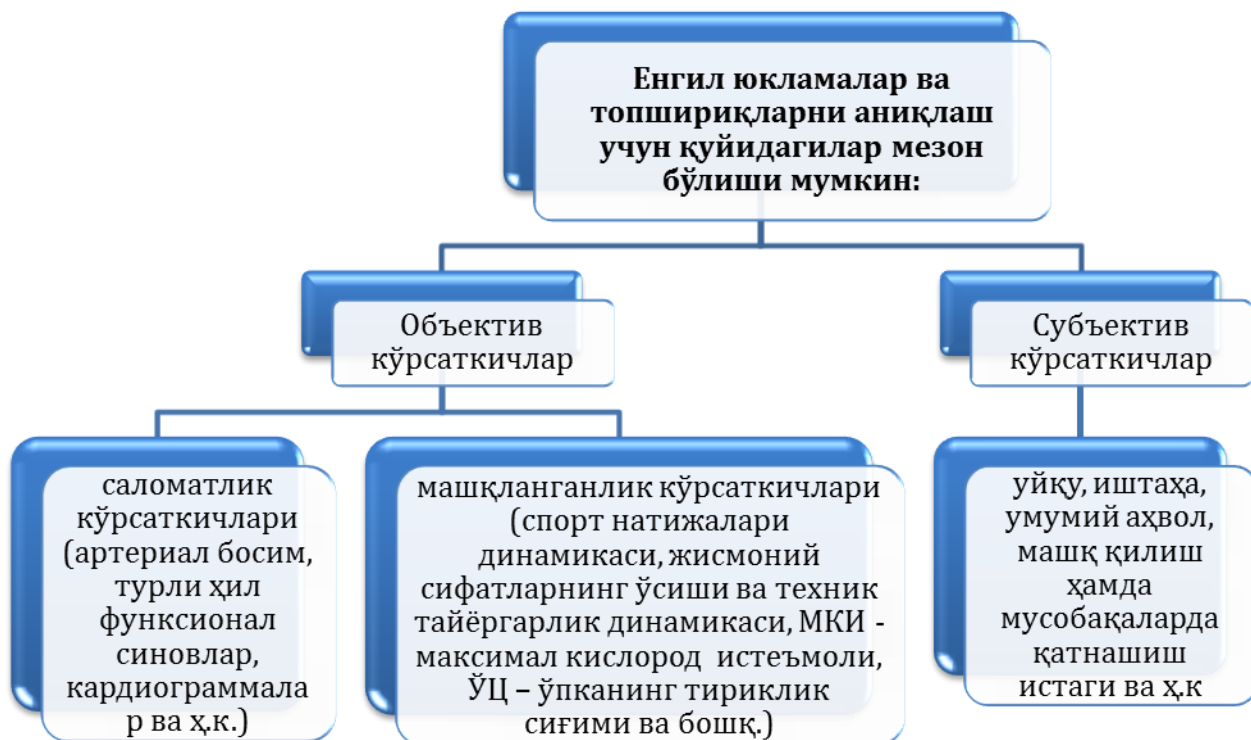 Енгил юкламалар ва
топшириқларни аниқлаш
учун қуйидагилар мезон
бўлиши мумкин:
Объектив
кўрсаткичлар
Субъектив
кўрсаткичлар
саломатлик
кўрсаткичлари
(артериал босим,
турли ҳил
функсионал
синовлар,
кардиограммала
р ва ҳ.к.)
машқланганлик кўрсаткичлари
(спорт натижалари
динамикаси, жисмоний
сифатларнинг ўсиши ва техник
тайёргарлик динамикаси, МКИ -
максимал кислород истеъмоли,
ЎЦ – ўпканинг тириклик
сиғими ва бошқ.)
уйқу, иштаҳа,
умумий аҳвол,
машқ қилиш
ҳамда
мусобақаларда
қатнашиш
истаги ва ҳ.к